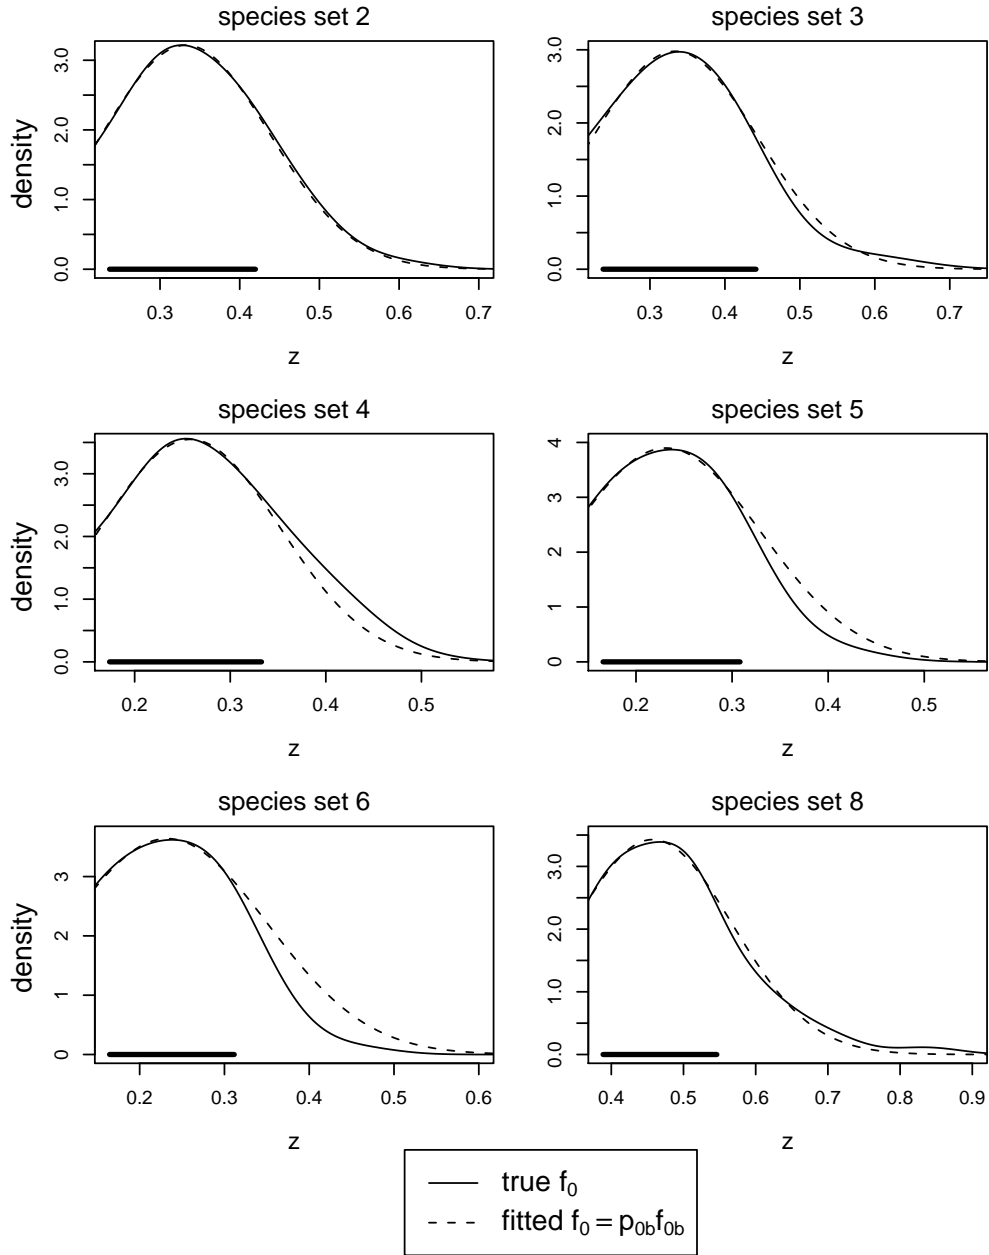 species set 2
species set 3
density
0.0 1.0 2.0 3.0
0.0 1.0 2.0 3.0
0.3 0.4 0.5 0.6 0.7
0.3 0.4 0.5 0.6 0.7
z
z
species set 4
species set 5
density
0.0 1.0 2.0 3.0
0 1 2 3 4
0.2 0.3 0.4 0.5
0.2 0.3 0.4 0.5
z
z
species set 6
species set 8
density
0 1 2 3
0.0 1.0 2.0 3.0
0.2 0.3 0.4 0.5 0.6
0.4 0.5 0.6 0.7 0.8 0.9
z
z
true f₀
fitted f₀ = p₀bf₀b